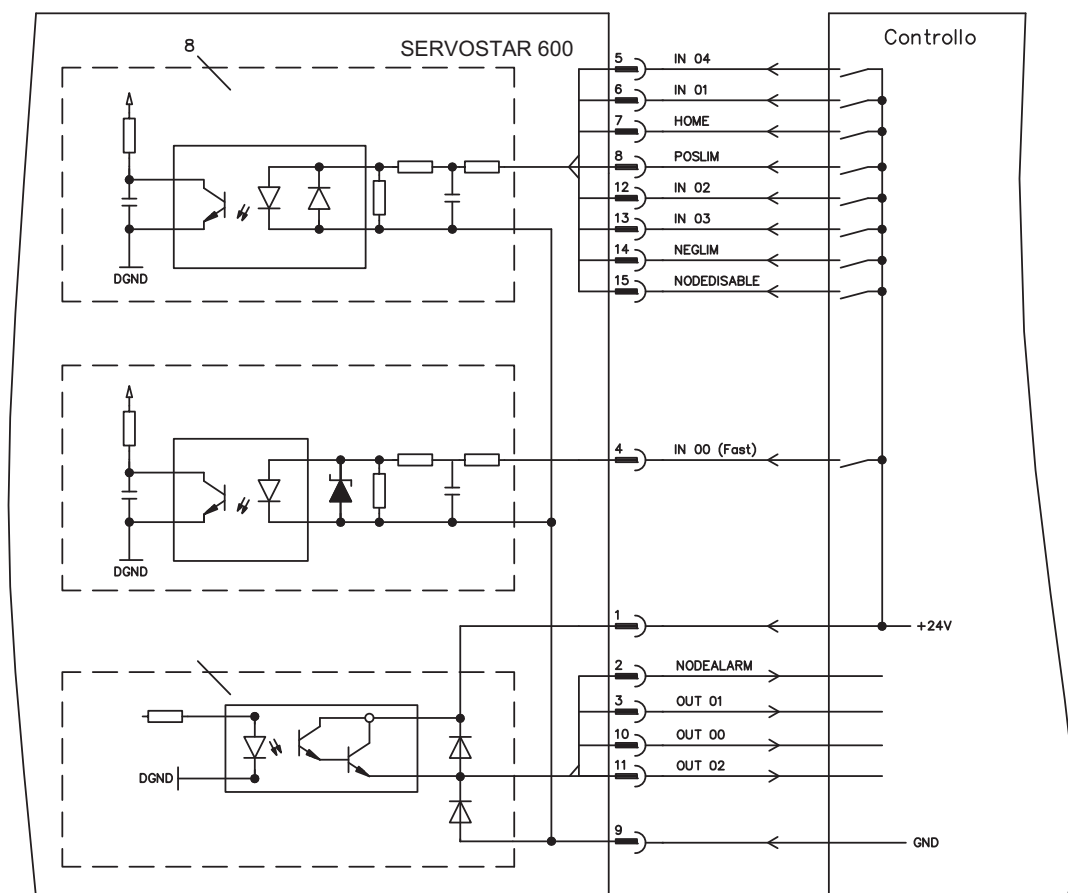 8
SERVOSTAR 600
Controllo
5 IN 04
6 IN 01
7 HOME
8 POSLIM
12 IN 02
13 IN 03
14 NEGLIM
15 NODEDISABLE
DGND
4 IN 00 (Fast)
DGND
1 +24V
2 NODEALARM
3 OUT 01
10 OUT 00
11 OUT 02
DGND
9 GND